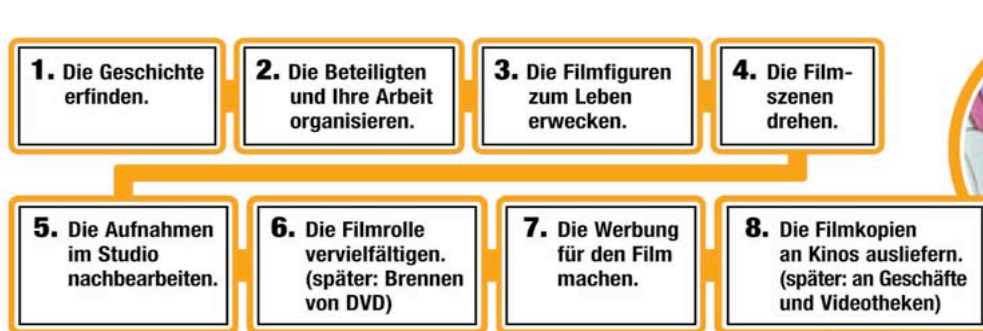 1. Die Geschichte
erfinden.
2. Die Beteiligten
und Ihre Arbeit
organisieren.
3. Die Filmfiguren
zum Leben
erwecken.
4. Die Film-
szenen
drehen.
5. Die Aufnahmen
im Studio
nachbearbeiten.
6. Die Filmrolle
vervielfältigen.
(später: Brennen
von DVD)
7. Die Werbung
für den Film
machen.
8. Die Filmkopien
an Kinos ausliefern.
(später: an Geschäfte
und Videotheken)